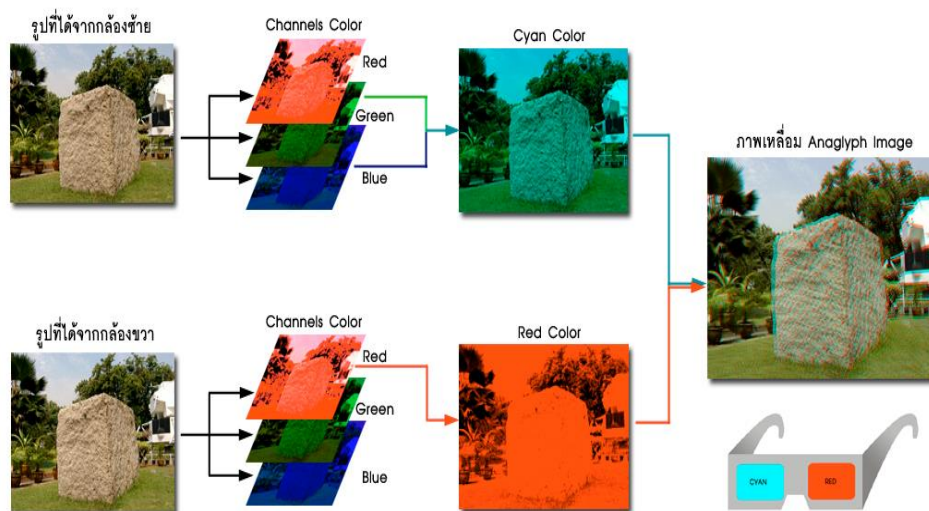 รูปที่ได้จากกล้องซ้าย
Channels Color
Red
Green
Blue
Cyan Color
ภาพเหลื่อม Anaglyph Image
รูปที่ได้จากกล้องขวา
Channels Color
Red
Green
Blue
Red Color
CYAN
RED